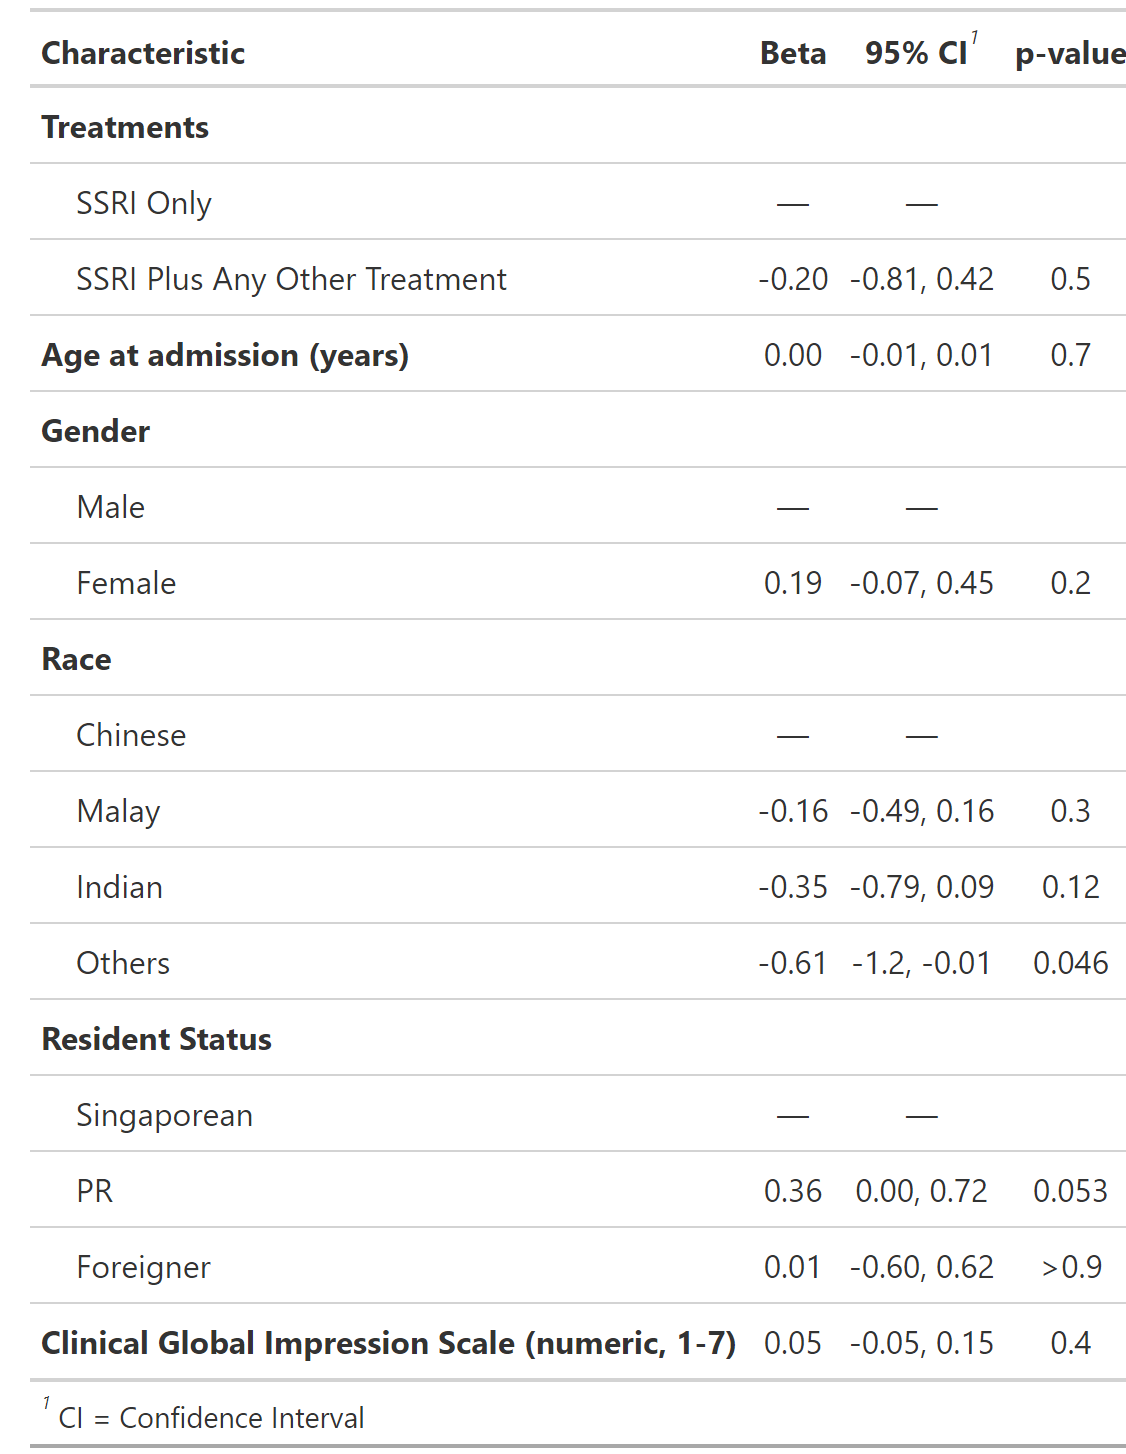 Characteristic Beta 95% CI1 p-value
Treatments
SSRI Only — —
SSRI Plus Any Other Treatment -0.20 -0.81, 0.42 0.5
Age at admission (years) 0.00 -0.01, 0.01 0.7
Gender
Male — —
Female 0.19 -0.07, 0.45 0.2
Race
Chinese — —
Malay -0.16 -0.49, 0.16 0.3
Indian -0.35 -0.79, 0.09 0.12
Others -0.61 -1.2, -0.01 0.046
Resident Status
Singaporean — —
PR 0.36 0.00, 0.72 0.053
Foreigner 0.01 -0.60, 0.62 >0.9
Clinical Global Impression Scale (numeric, 1-7) 0.05 -0.05, 0.15 0.4
1 CI = Confidence Interval